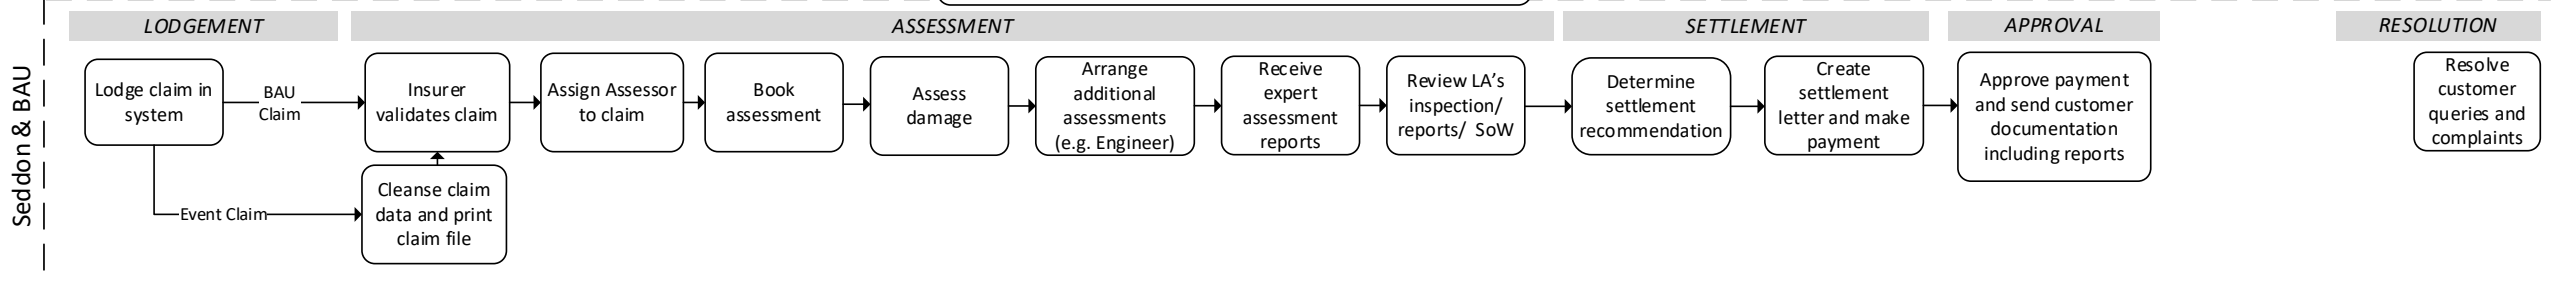 Seddon & BAU
LODGEMENT
ASSESSMENT
SETTLEMENT
APPROVAL
RESOLUTION
Lodge claim in
system
BAU
Claim
Event Claim
Insurer
validates claim
Cleanse claim
data and print
claim file
Assign Assessor
to claim
Book
assessment
Assess
damage
Arrange
additional
assessments
(e.g. Engineer)
Receive
expert
assessment
reports
Review LA’s
inspection/
reports/ SoW
Determine
settlement
recommendation
Create
settlement
letter and make
payment
Approve payment
and send customer
documentation
including reports
Resolve
customer
queries and
complaints